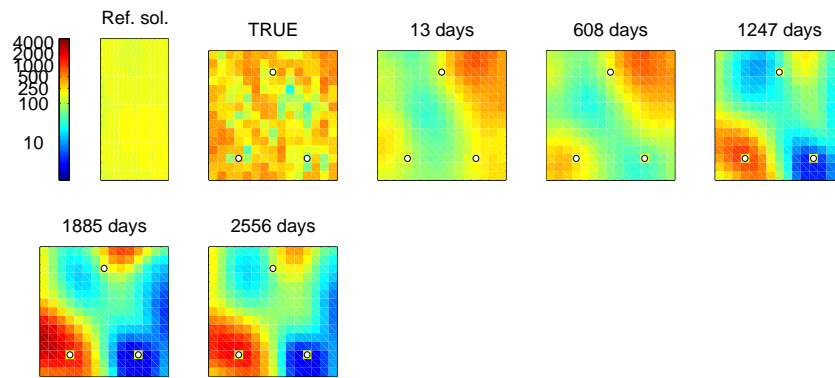 Ref. sol.
TRUE
13 days
608 days
1247 days
4000
2000
1000
500
250
100
10
1885 days
2556 days